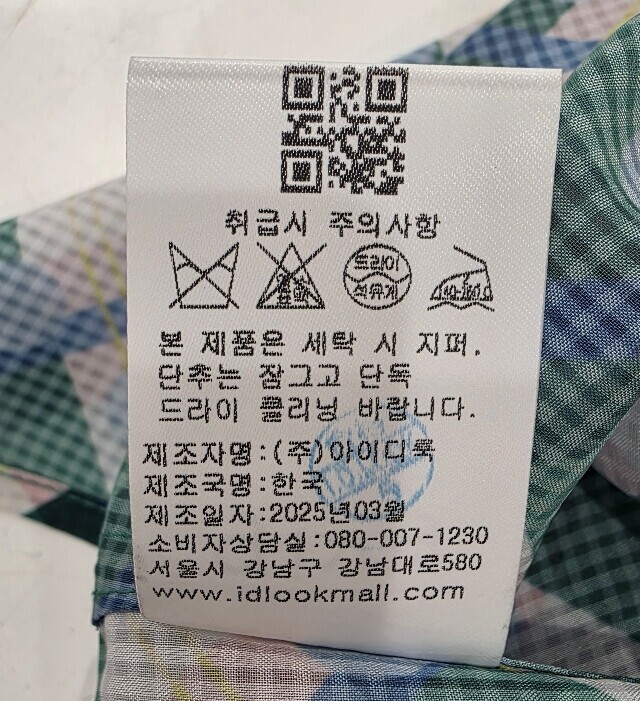 취급시 주의사항
드라이
석유계
본 제품은 세탁 시 지퍼.
단추는 잠그고 단독
드라이 클리닝 바랍니다.
제조자명:(주)아이디룩
제조국명:한국
제조일자:2025년03월
소비자상담실:080-007-1230
서울시 강남구 강남대로580
www.idlookmall.com